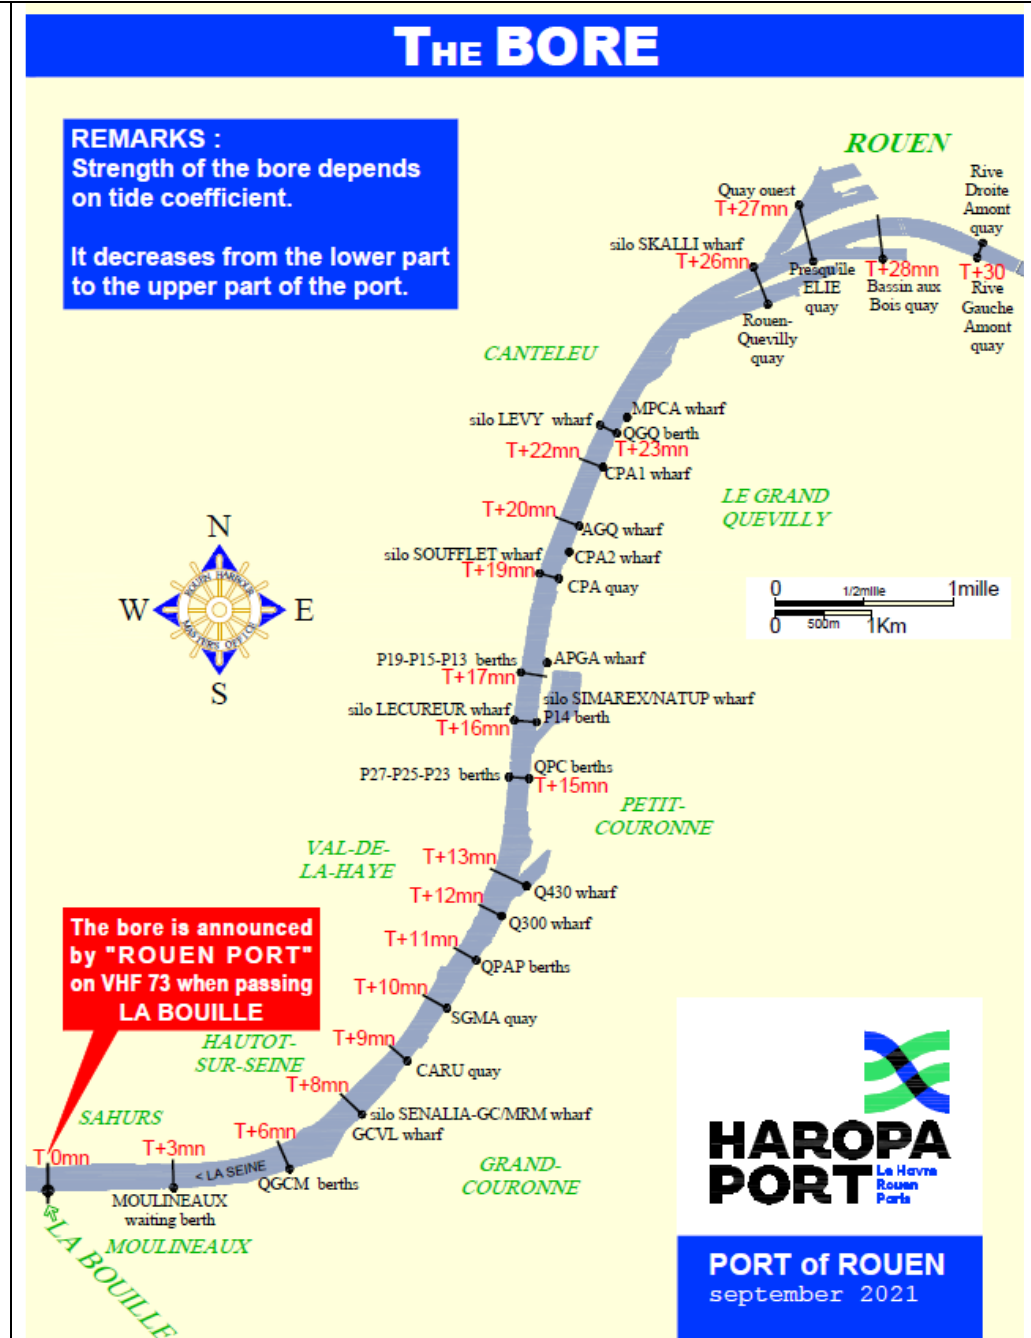 THE BORE
REMARKS :
Strength of the bore depends
on tide coefficient.
It decreases from the lower part
to the upper part of the port.
ROUEN
Rive
Droite
Amont
quay
Quay ouest
T+27mn
silo SKALLI wharf
T+26mn
Presqu'ile
ELIE
quay
T+28mn
Bassin aux
Bois quay
T+30
Rive
Gauche
Amont
quay
Rouen-
Quevilly
quay
CANTELEU
MPCA wharf
silo LEVY wharf
QGQ berth
T+22mn
T+23mn
CPA1 wharf
LE GRAND
QUEVILLY
T+20mn
AGQ wharf
silo SOUFFLET wharf
CPA2 wharf
T+19mn
CPA quay
N
W
E
S
ROUEN HARBOUR
MASTER'S OFFICE
0 1/2mille 1mille
0 500m 1Km
P19-P15-P13 berths
APGA wharf
T+17mn
silo SIMAREX/NATUP wharf
silo LECUREUR wharf
P14 berth
T+16mn
P27-P25-P23 berths
QPC berths
T+15mn
PETIT-
COURONNE
VAL-DE-
LA-HAYE
T+13mn
Q430 wharf
T+12mn
Q300 wharf
T+11mn
QPAP berths
T+10mn
SGMA quay
The bore is announced
by "ROUEN PORT"
on VHF 73 when passing
LA BOUILLE
HAUTOT-
SUR-SEINE
T+9mn
CARU quay
T+8mn
silo SENALIA-GC/MRM wharf
GCVL wharf
SAHURS
T+6mn
T 0mn
T+3mn
< LA SEINE
QGCM berths
GRAND-
COURONNE
MOULINEAUX
waiting berth
MOULINEAUX
LA BOUILLE
HAROPA
PORT
Le Havre
Rouen
Paris
PORT of ROUEN
september 2021